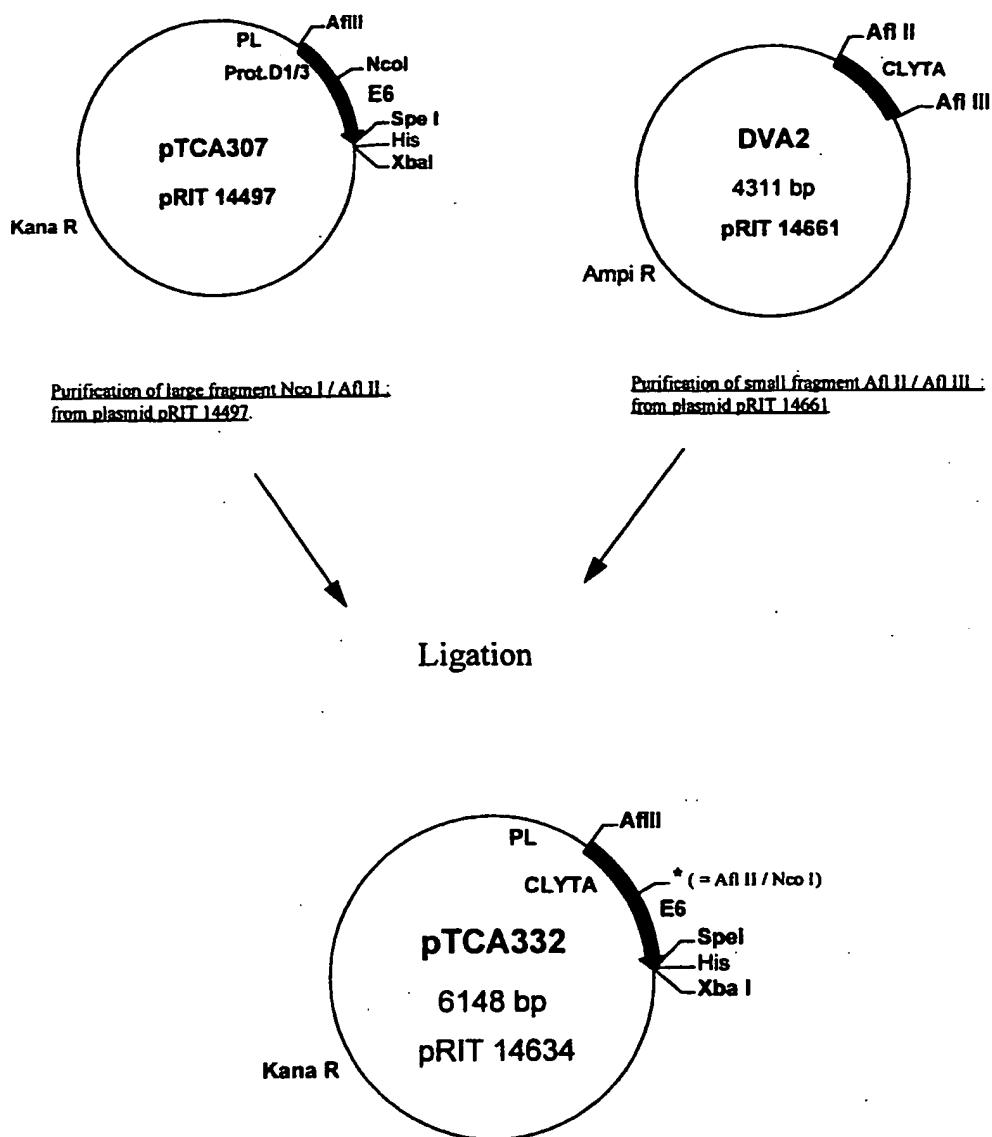 AflII
PL
Prot.D1/3
NcoI
E6
Spe I
His
XbaI
pTCA307
pRIT 14497
Kana R
Afl II
CLYTA
Afl III
DVA2
4311 bp
pRIT 14661
Ampi R
Purification of large fragment Nco I / Afl II :
from plasmid pRIT 14497.
Purification of small fragment Afl II / Afl III :
from plasmid pRIT 14661
Ligation
AflII
PL
CLYTA
* ( = Afl II / Nco I)
E6
SpeI
His
Xba I
pTCA332
6148 bp
pRIT 14634
Kana R